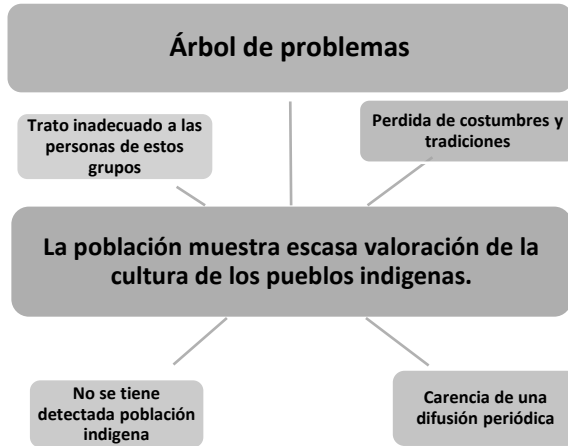 Árbol de problemas
Trato inadecuado a las
personas de estos
grupos
Perdida de costumbres y
tradiciones
La población muestra escasa valoración de la
cultura de los pueblos indigenas.
No se tiene
detectada población
indigena
Carencia de una
difusión periódica